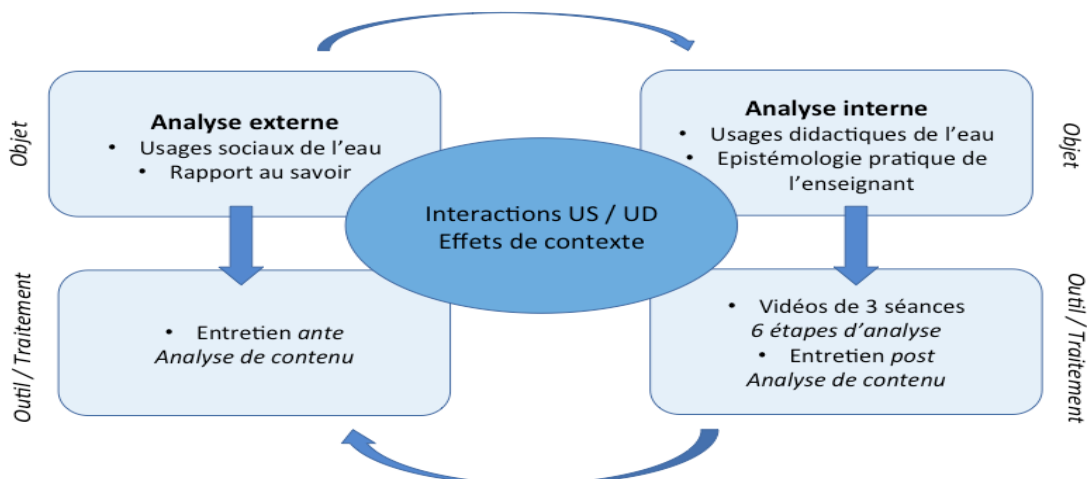 Objet
Analyse externe
• Usages sociaux de l’eau
• Rapport au savoir
Analyse interne
• Usages didactiques de l’eau
• Epistémologie pratique de
l’enseignant
Objet
Interactions US / UD
Effets de contexte
Outil / Traitement
• Entretien ante
Analyse de contenu
• Vidéos de 3 séances
6 étapes d’analyse
• Entretien post
Analyse de contenu
Outil / Traitement